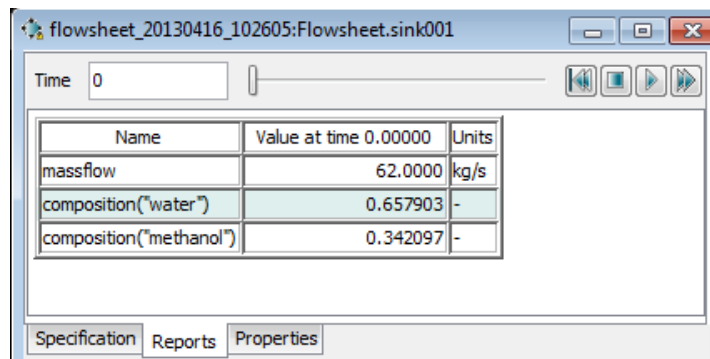 flowsheet_20130416_102605:Flowsheet.sink001
Time 0
Name Value at time 0.00000 Units
massflow 62.0000 kg/s
composition("water") 0.657903 -
composition("methanol") 0.342097 -
Specification Reports Properties